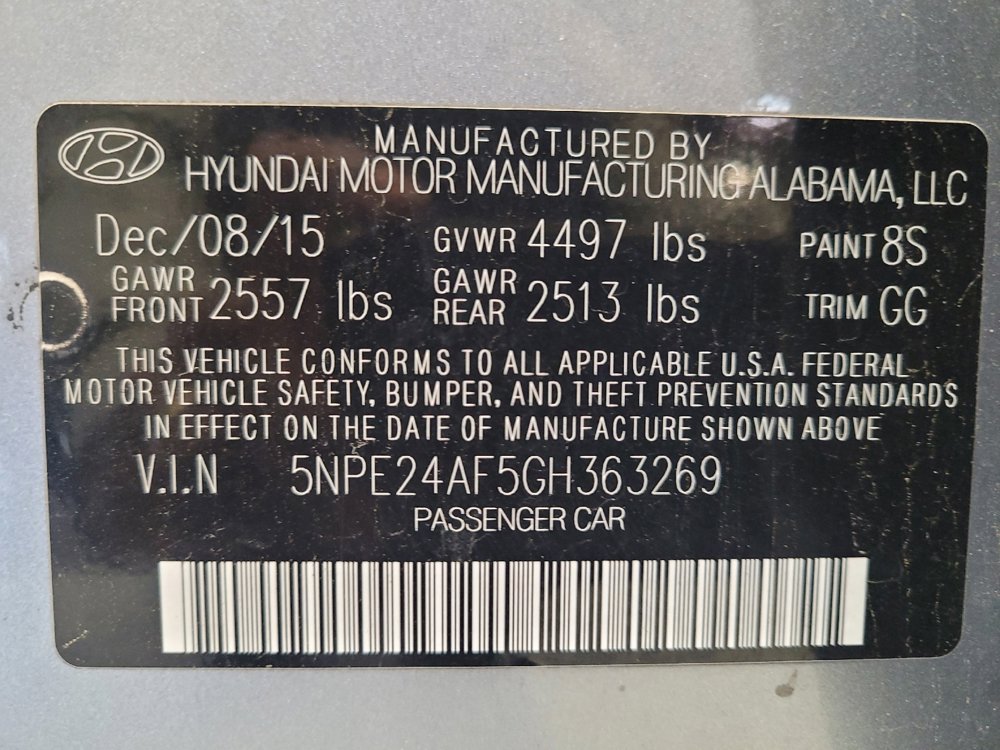 MANUFACTURED BY
HYUNDAI MOTOR MANUFACTURING ALABAMA, LLC
Dec/08/15 GVWR 4497 lbs PAINT 8S
GAWR FRONT 2557 lbs GAWR REAR 2513 lbs TRIM GG
THIS VEHICLE CONFORMS TO ALL APPLICABLE U.S.A. FEDERAL
MOTOR VEHICLE SAFETY, BUMPER, AND THEFT PREVENTION STANDARDS
IN EFFECT ON THE DATE OF MANUFACTURE SHOWN ABOVE
V.I.N 5NPE24AF5GH363269
PASSENGER CAR